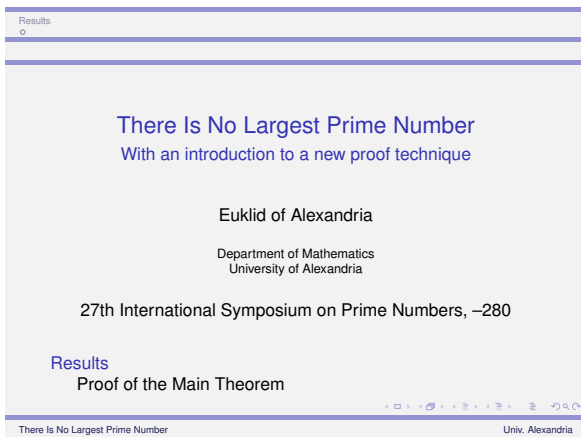 Results
There Is No Largest Prime Number
With an introduction to a new proof technique
Euklid of Alexandria
Department of Mathematics
University of Alexandria
27th International Symposium on Prime Numbers, –280
Results
Proof of the Main Theorem
There Is No Largest Prime Number
Univ. Alexandria